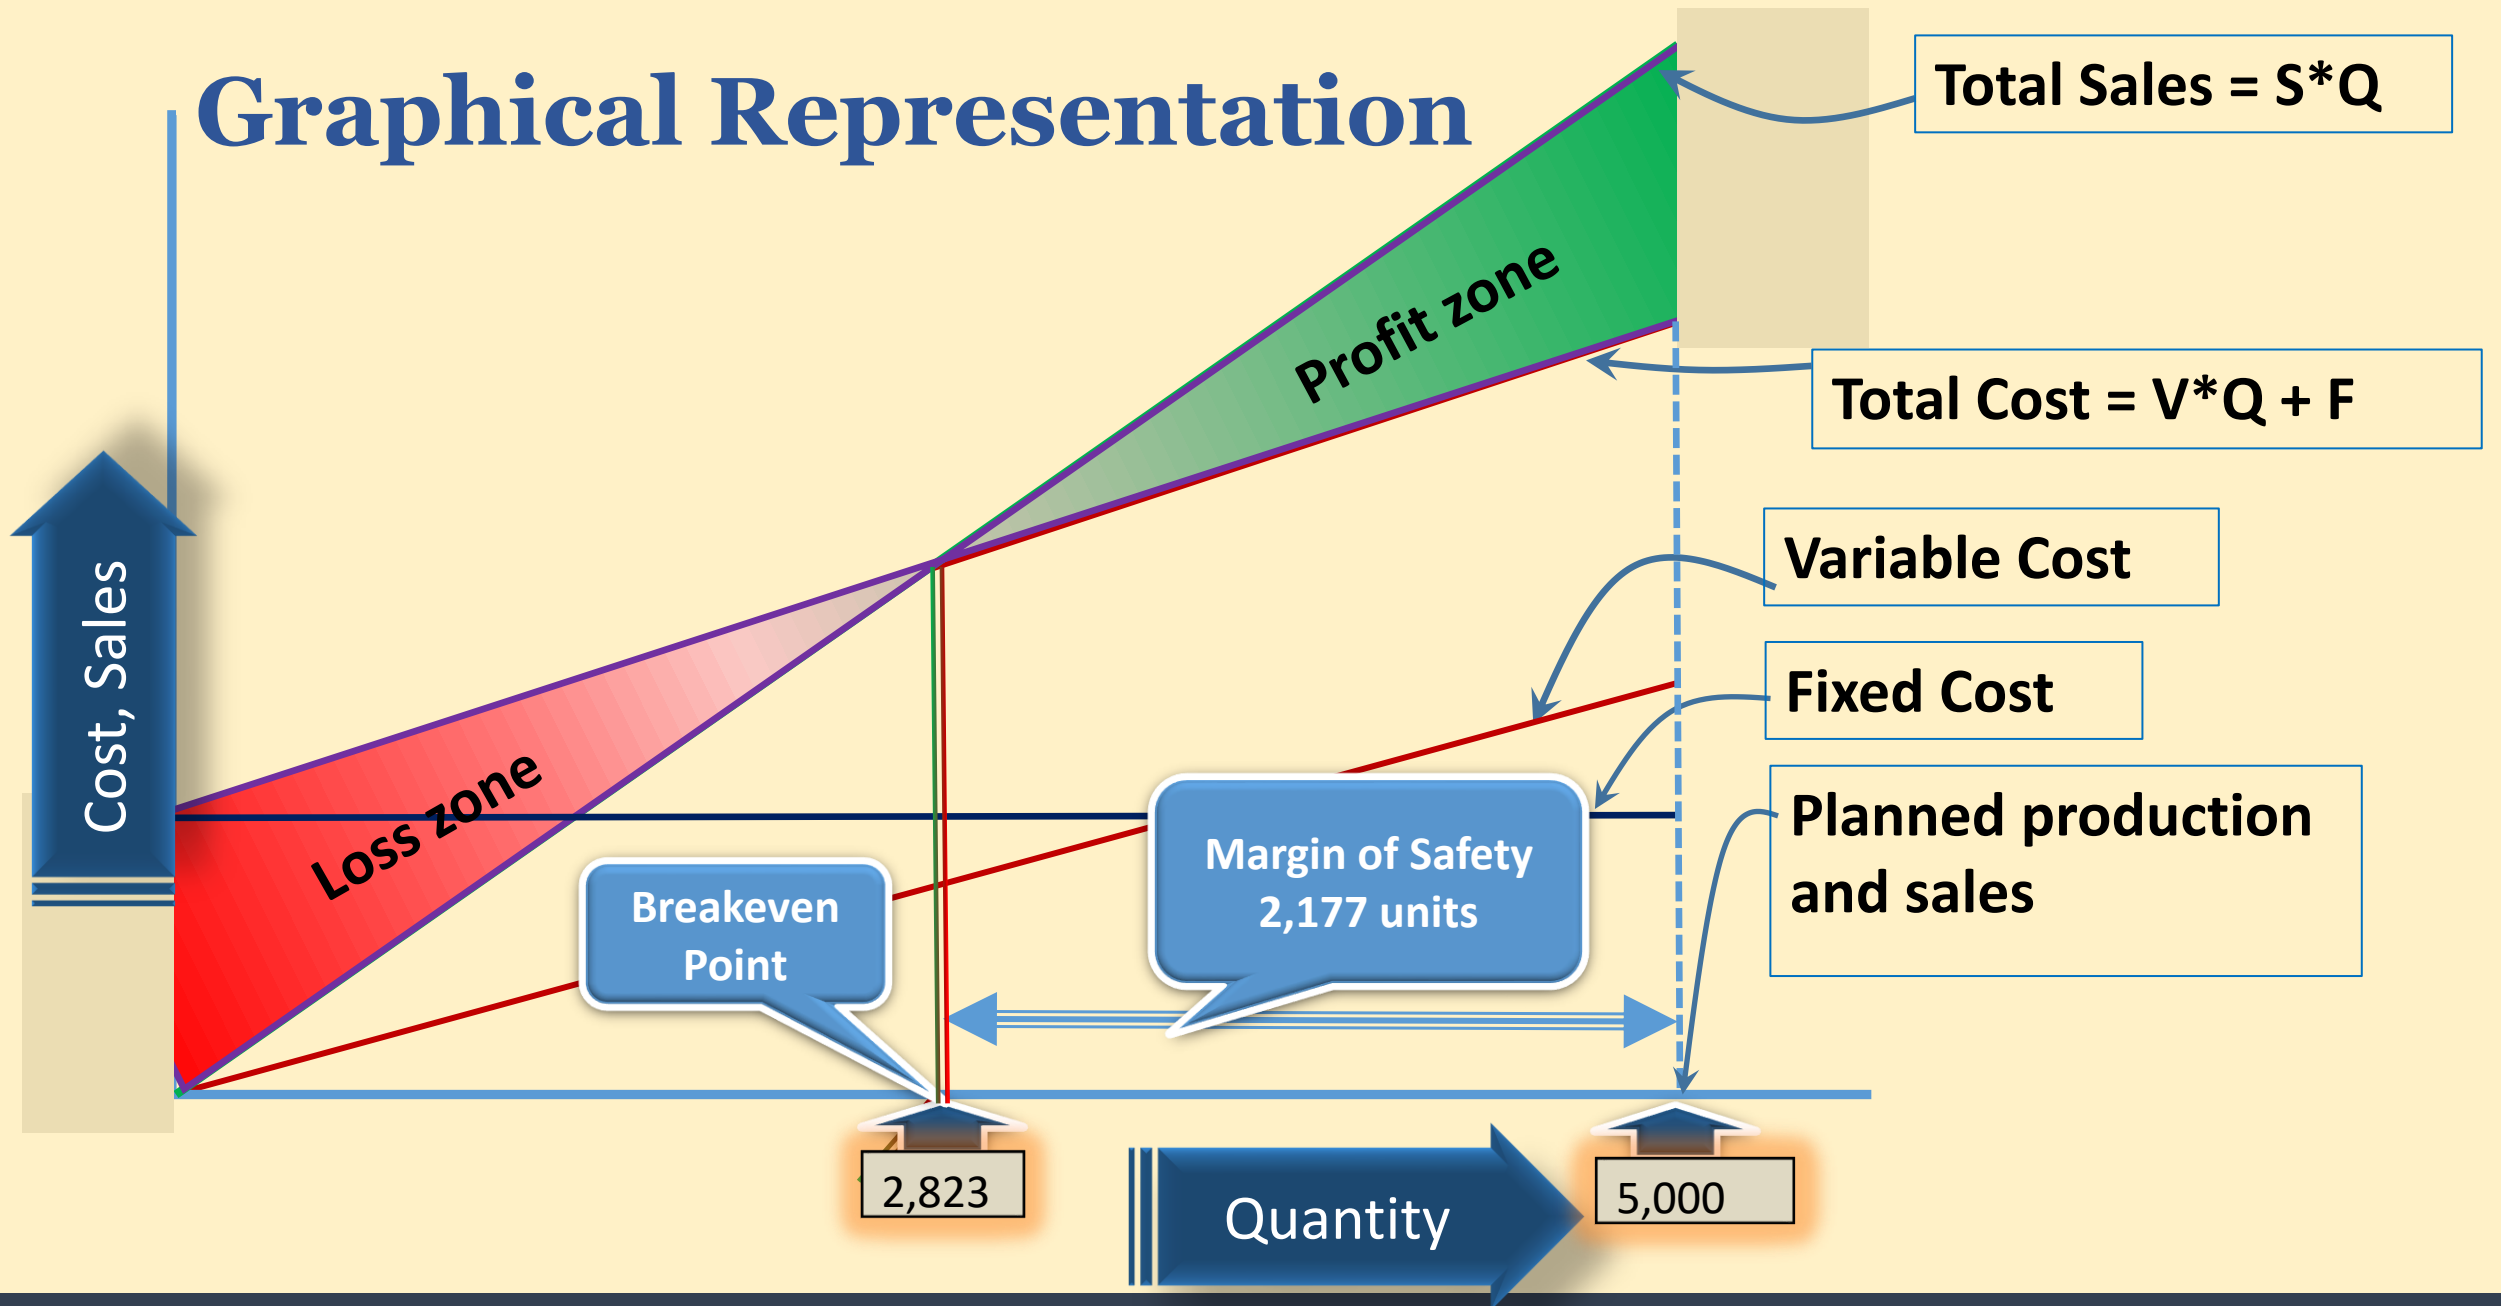 Graphical Representation
Total Sales = S*Q
Profit zone
Total Cost = V*Q + F
Variable Cost
Cost, Sales
Fixed Cost
Loss zone
Planned production
and sales
Margin of Safety
2,177 units
Breakeven
Point
2,823
5,000
Quantity